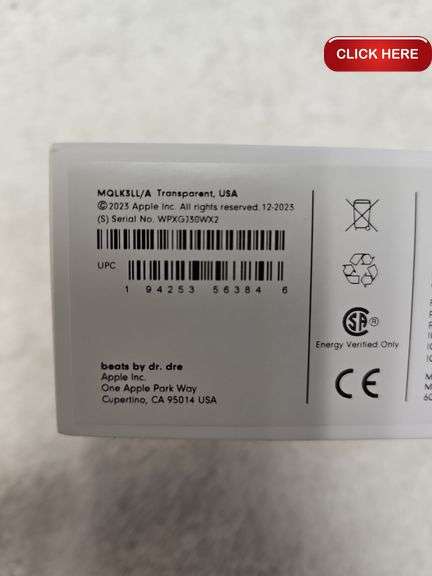 CLICK HERE
MQLK3LL/A Transparent, USA
©2023 Apple Inc. All rights reserved. 12-2023
(S) Serial No. WPXGJ30WX2
UPC
1 94253 56384 6
SA ®
Energy Verified Only
CE
beats by dr. dre
Apple Inc.
One Apple Park Way
Cupertino, CA 95014 USA